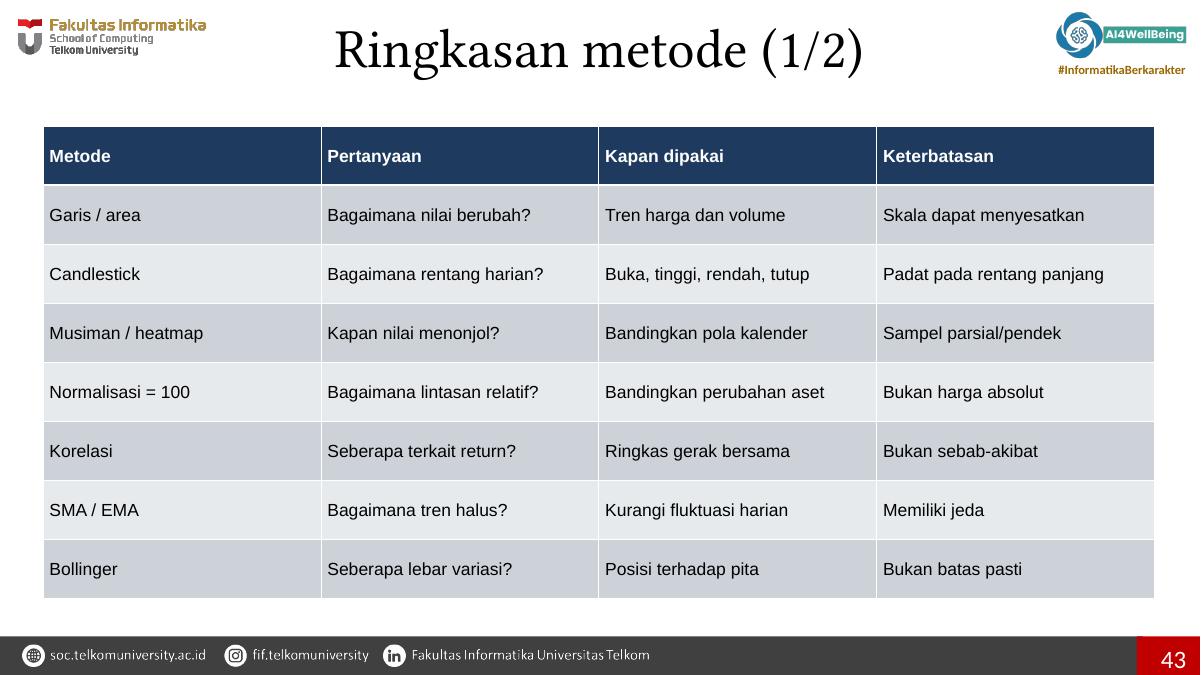 Fakultas Informatika
School of Computing
Telkom University
Ringkasan metode (1/2)
AI4WellBeing
#InformatikaBerkarakter
Metode Pertanyaan Kapan dipakai Keterbatasan
Garis / area Bagaimana nilai berubah? Tren harga dan volume Skala dapat menyesatkan
Candlestick Bagaimana rentang harian? Buka, tinggi, rendah, tutup Padat pada rentang panjang
Musiman / heatmap Kapan nilai menonjol? Bandingkan pola kalender Sampel parsial/pendek
Normalisasi = 100 Bagaimana lintasan relatif? Bandingkan perubahan aset Bukan harga absolut
Korelasi Seberapa terkait return? Ringkas gerak bersama Bukan sebab-akibat
SMA / EMA Bagaimana tren halus? Kurangi fluktuasi harian Memiliki jeda
Bollinger Seberapa lebar variasi? Posisi terhadap pita Bukan batas pasti
soc.telkomuniversity.ac.id fif.telkomuniversity in Fakultas Informatika Universitas Telkom 43